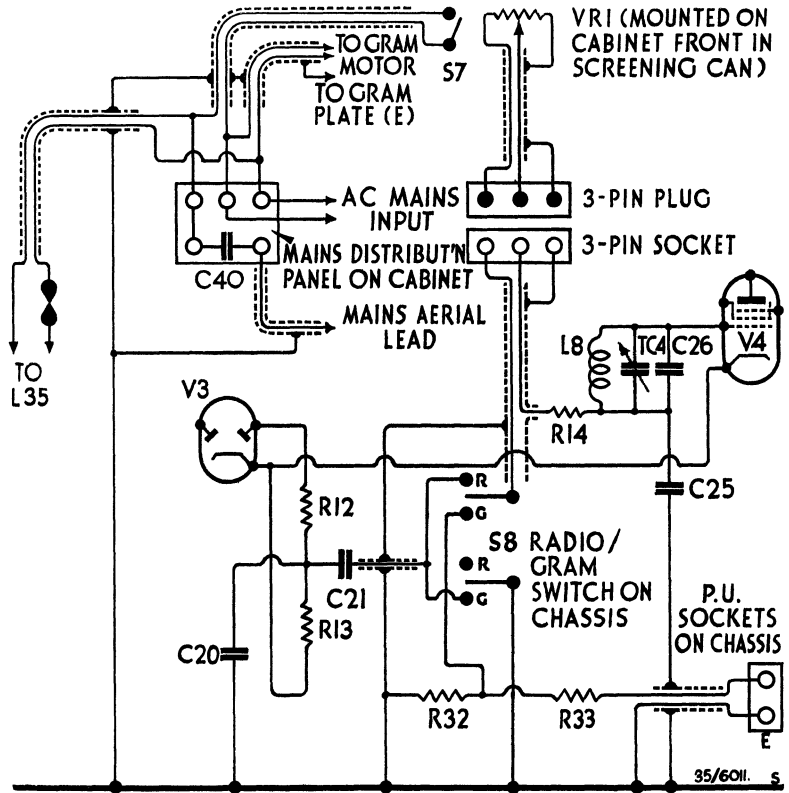 VR1 (MOUNTED ON
CABINET FRONT IN
SCREENING CAN)
TO GRAM
MOTOR
S7
TO GRAM
PLATE (E)
AC MAINS
INPUT
3-PIN PLUG
3-PIN SOCKET
MAINS DISTRIBUT'N
PANEL ON CABINET
C40
MAINS AERIAL
LEAD
TO
L35
L8
TC4
C26
V4
V3
R14
R12
R
G
C25
S8 RADIO/
GRAM
SWITCH ON
CHASSIS
R
G
C21
R13
C20
P.U.
SOCKETS
ON CHASSIS
R32
R33
E
35/6011.
S